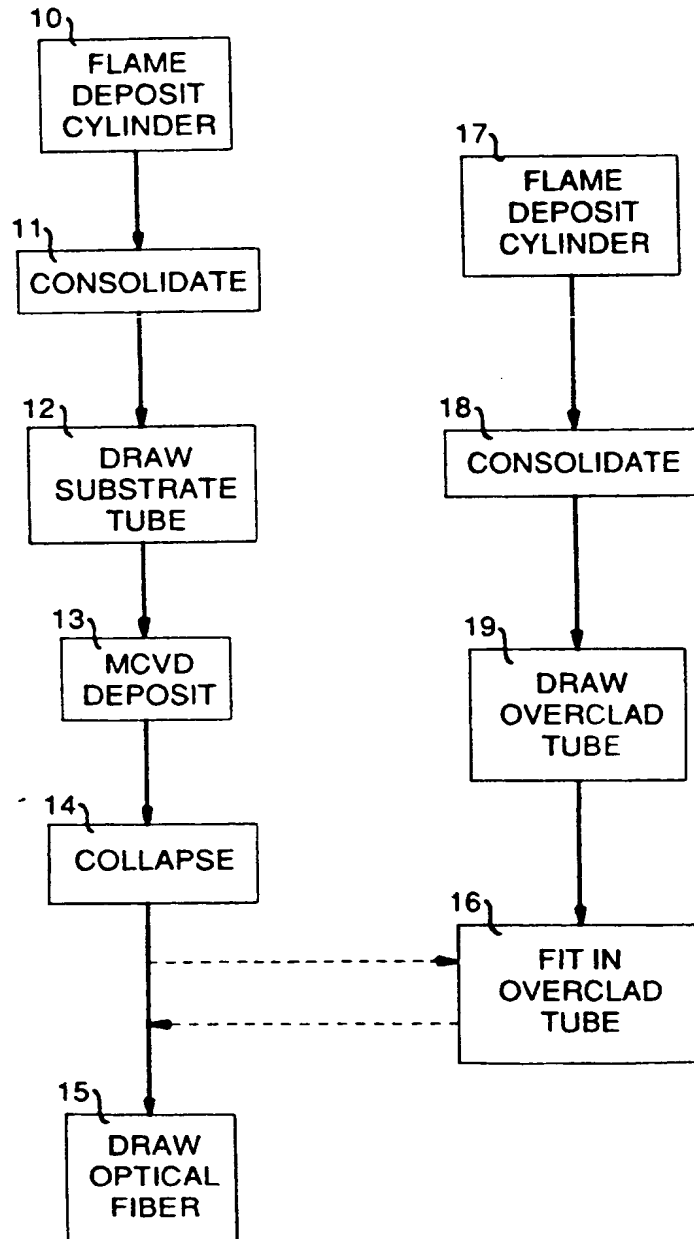 10
FLAME
DEPOSIT
CYLINDER
11
CONSOLIDATE
12
DRAW
SUBSTRATE
TUBE
13
MCVD
DEPOSIT
14
COLLAPSE
15
DRAW
OPTICAL
FIBER
17
FLAME
DEPOSIT
CYLINDER
18
CONSOLIDATE
19
DRAW
OVERCLAD
TUBE
16
FIT IN
OVERCLAD
TUBE